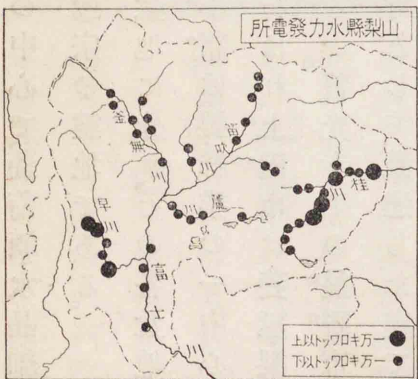 山梨縣水力發電所
釜無川
笛吹川
桂川
早川
富士川
一万キロワット以上
一万キロワット以下